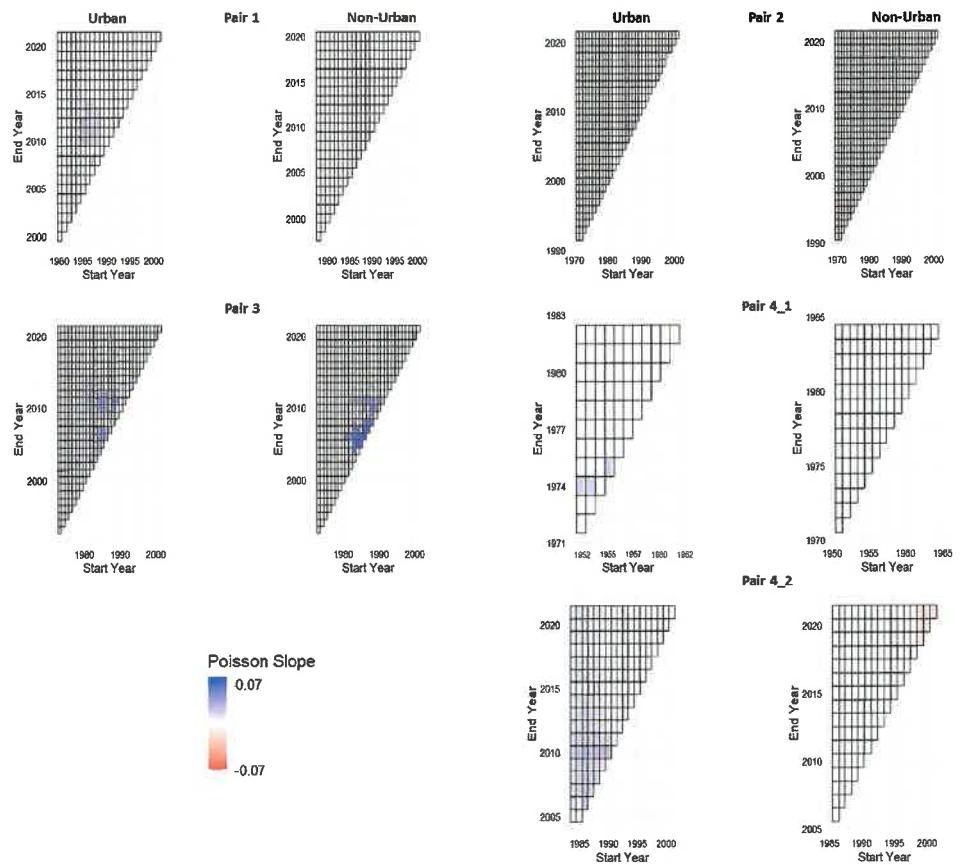 Urban Pair 1 Non-Urban
Urban Pair 2 Non-Urban
End Year
2020
2015
2010
2005
2000
1960 1985 1990 1995 2000
Start Year
End Year
2020
2015
2010
2005
2000
1980 1985 1990 1995 2000
Start Year
End Year
2020
2010
2000
1980
1970 1980 1990 2000
Start Year
End Year
2020
2010
2000
1990
1970 1980 1990 2000
Start Year
Pair 3
Pair 4_1
End Year
2020
2010
2000
1980 1990 2000
Start Year
End Year
2020
2010
2000
1980 1990 2000
Start Year
End Year
1983
1980
1977
1974
1971
1952 1955 1957 1960 1962
Start Year
End Year
1965
1980
1975
1970
1950 1955 1960 1965
Start Year
Pair 4_2
End Year
2020
2015
2010
2005
1985 1990 1995 2000
Start Year
End Year
2020
2015
2010
2005
1985 1990 1995 2000
Start Year
Poisson Slope
0.07
-0.07